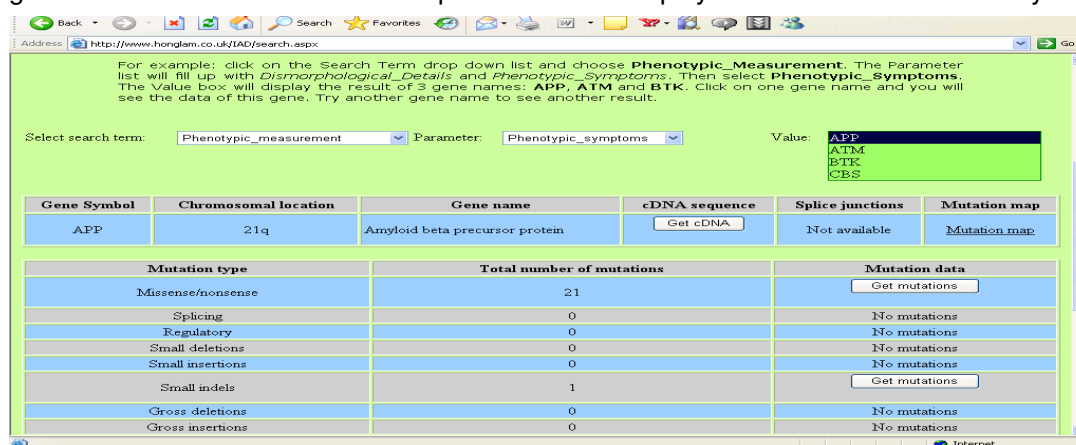 Back Search Favorites
Address http://www.honglam.co.uk/IAD/search.aspx Go
For example: click on the Search Term drop down list and choose Phenotypic_Measurement. The Parameter
list will fill up with Dismorphological_Details and Phenotypic_Symptoms. Then select Phenotypic_Symptoms.
The Value box will display the result of 3 gene names: APP, ATM and BTK. Click on one gene name and you will
see the data of this gene. Try another gene name to see another result.
Select search term: Phenotypic_measurement Parameter: Phenotypic_symptoms Value: APP
ATM
BTK
CBS
Gene Symbol Chromosomal location Gene name cDNA sequence Splice junctions Mutation map
APP 21q Amyloid beta precursor protein Get cDNA Not available Mutation map
Mutation type Total number of mutations Mutation data
Missense/nonsense 21 Get mutations
Splicing 0 No mutations
Regulatory 0 No mutations
Small deletions 0 No mutations
Small insertions 0 No mutations
Small indels 1 Get mutations
Gross deletions 0 No mutations
Gross insertions 0 No mutations
Internet